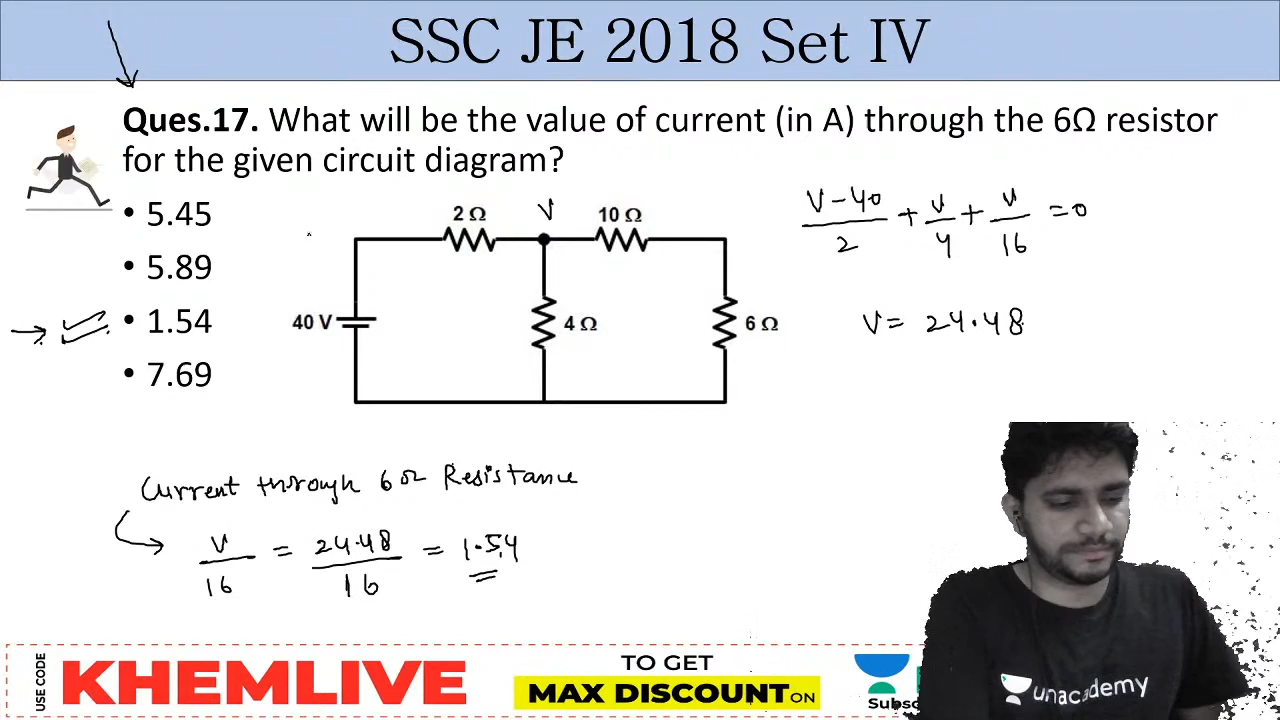 SSC JE 2018 Set IV
Ques.17. What will be the value of current (in A) through the 6Ω resistor
for the given circuit diagram?
• 5.45
• 5.89
• 1.54
• 7.69
2 Ω
V
10 Ω
40 V
4 Ω
6 Ω
V-40/2 + V/4 + V/16 = 0
V = 24.48
Current through 6Ω Resistance
V/16 = 24.48/16 = 1.54
USE CODE
KHEMLIVE
TO GET
MAX DISCOUNT ON
Subsc
unacademy